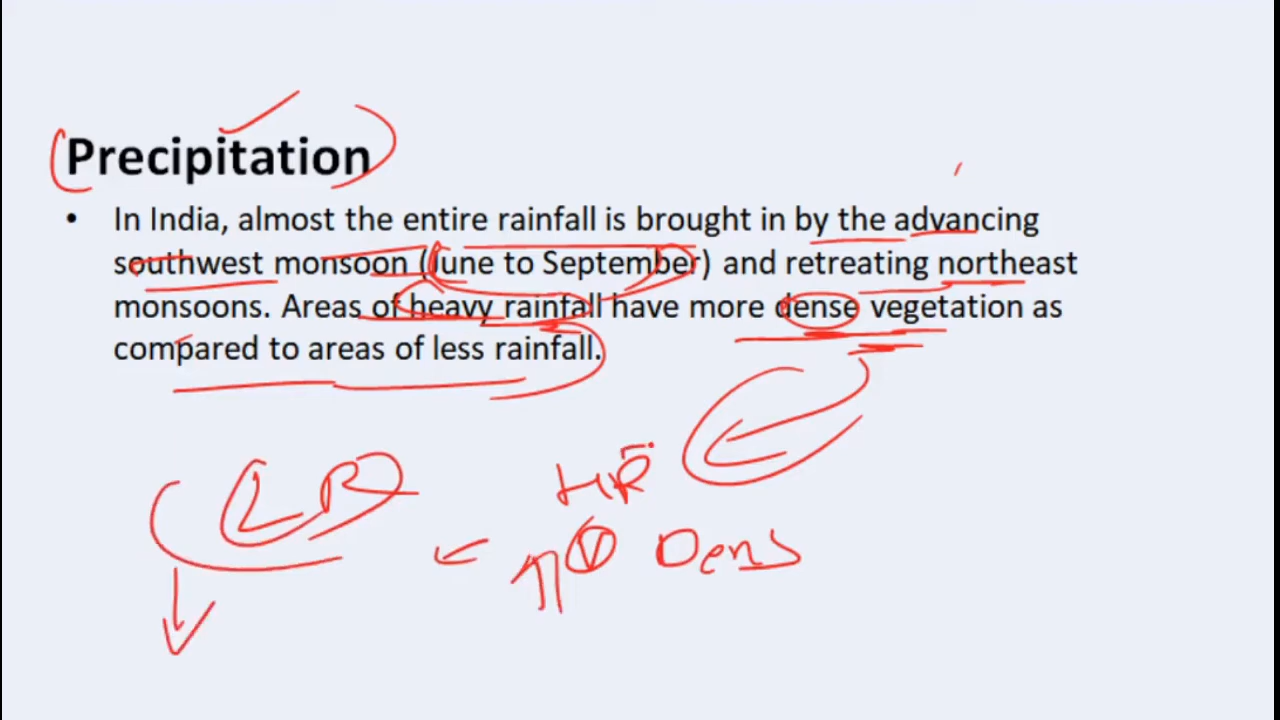 Precipitation
• In India, almost the entire rainfall is brought in by the advancing
southwest monsoon (June to September) and retreating northeast
monsoons. Areas of heavy rainfall have more dense vegetation as
compared to areas of less rainfall.
LR
HR
V Dens